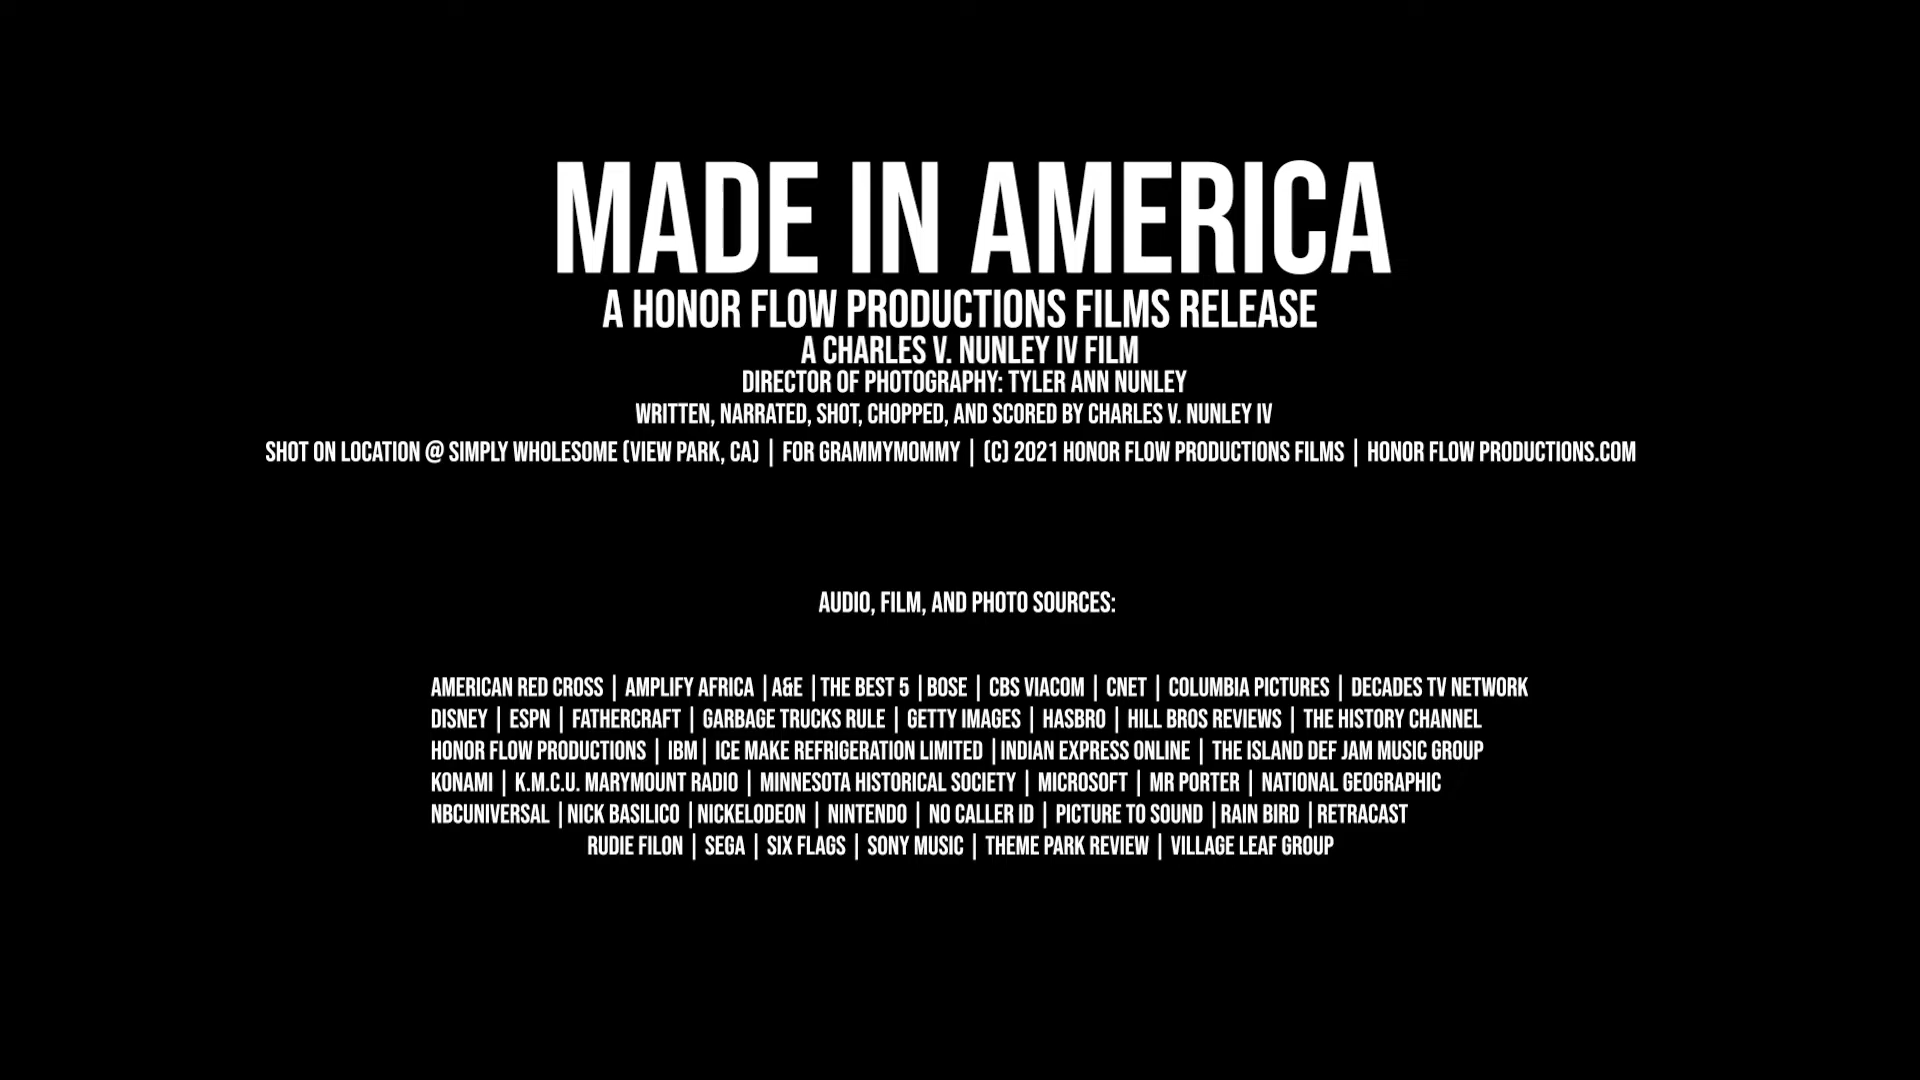 MADE IN AMERICA
A HONOR FLOW PRODUCTIONS FILMS RELEASE
A CHARLES V. NUNLEY IV FILM
DIRECTOR OF PHOTOGRAPHY: TYLER ANN NUNLEY
WRITTEN, NARRATED, SHOT, CHOPPED, AND SCORED BY CHARLES V. NUNLEY IV
SHOT ON LOCATION @ SIMPLY WHOLESOME (VIEW PARK, CA) | FOR GRAMMYMOMMY | (C) 2021 HONOR FLOW PRODUCTIONS FILMS | HONOR FLOW PRODUCTIONS.COM
AUDIO, FILM, AND PHOTO SOURCES:
AMERICAN RED CROSS | AMPLIFY AFRICA | A&E | THE BEST 5 | BOSE | CBS VIACOM | CNET | COLUMBIA PICTURES | DECADES TV NETWORK
DISNEY | ESPN | FATHERCRAFT | GARBAGE TRUCKS RULE | GETTY IMAGES | HASBRO | HILL BROS REVIEWS | THE HISTORY CHANNEL
HONOR FLOW PRODUCTIONS | IBM | ICE MAKE REFRIGERATION LIMITED | INDIAN EXPRESS ONLINE | THE ISLAND DEF JAM MUSIC GROUP
KONAMI | K.M.C.U. MARYMOUNT RADIO | MINNESOTA HISTORICAL SOCIETY | MICROSOFT | MR PORTER | NATIONAL GEOGRAPHIC
NBCUNIVERSAL | NICK BASILICO | NICKELODEON | NINTENDO | NO CALLER ID | PICTURE TO SOUND | RAIN BIRD | RETRACAST
RUDIE FILON | SEGA | SIX FLAGS | SONY MUSIC | THEME PARK REVIEW | VILLAGE LEAF GROUP